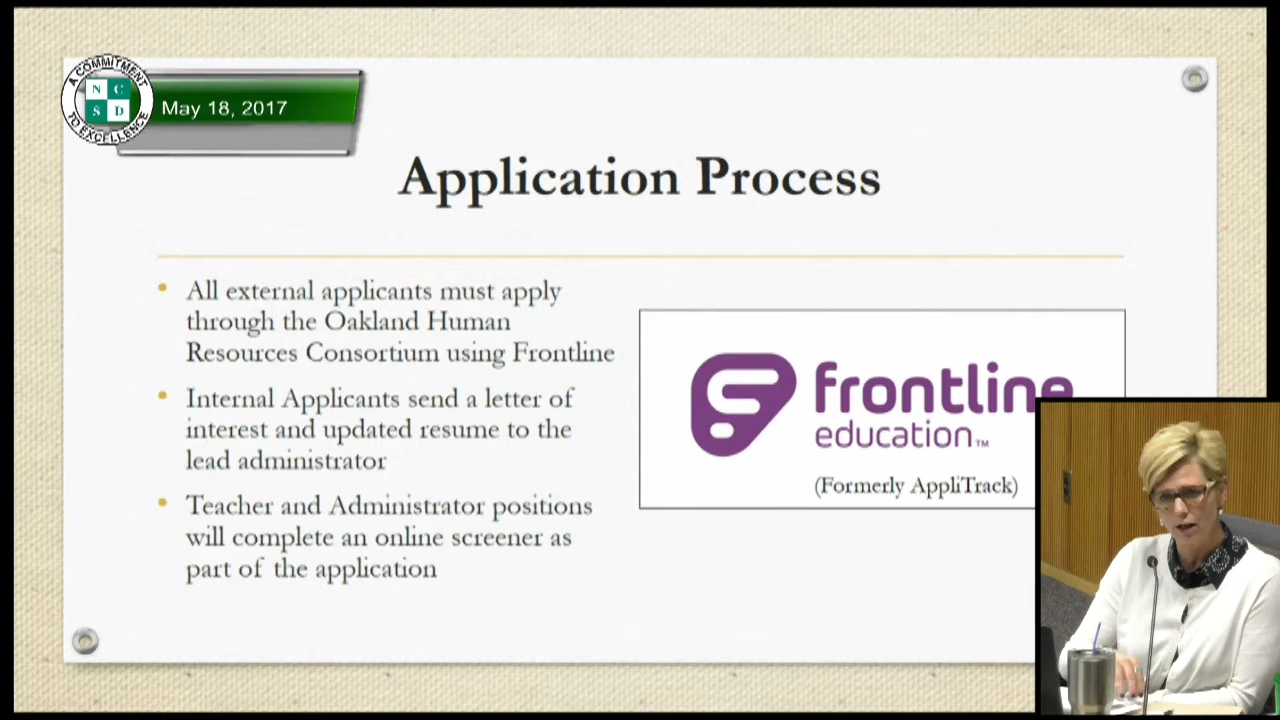 A COMMITMENT
N C
S D
TO EXCELLENCE
May 18, 2017
Application Process
• All external applicants must apply
through the Oakland Human
Resources Consortium using Frontline
• Internal Applicants send a letter of
interest and updated resume to the
lead administrator
• Teacher and Administrator positions
will complete an online screener as
part of the application
frontline
education™
(Formerly AppliTrack)